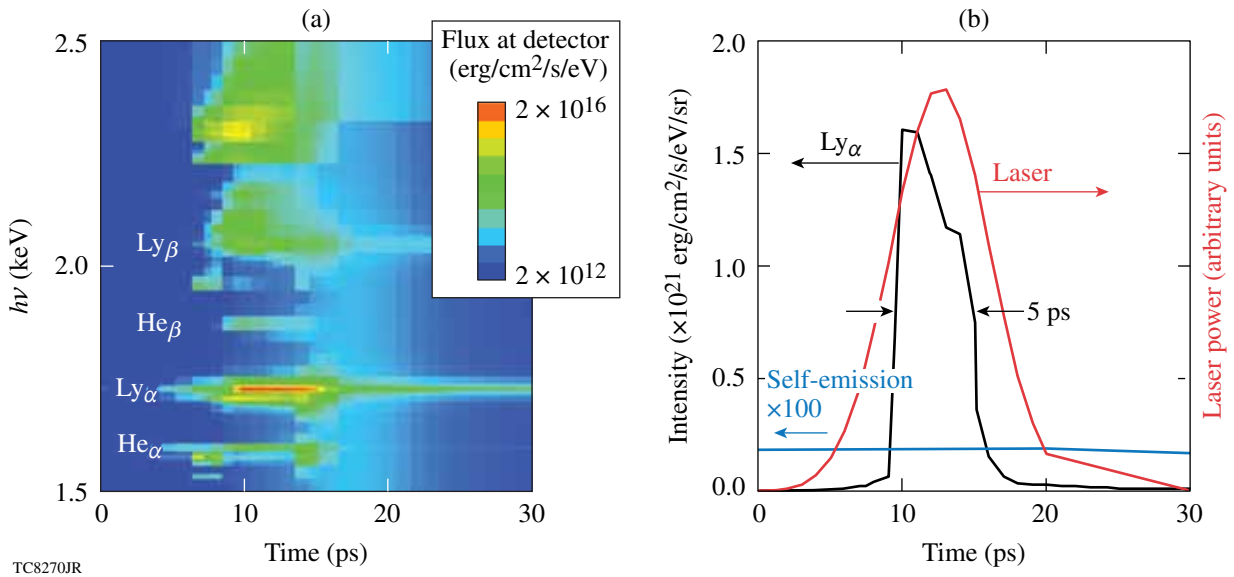 (a)
2.5
2.0
1.5
hν (keV)
Flux at detector
(erg/cm²/s/eV)
2 × 10¹⁶
2 × 10¹²
Lyβ
Heβ
Lyα
Heα
0
10
20
30
Time (ps)
TC8270JR
(b)
2.0
1.5
1.0
0.5
0.0
Intensity (×10²¹ erg/cm²/s/eV/sr)
Lyα
Laser
5 ps
Self-emission
×100
Laser power (arbitrary units)
0
10
20
30
Time (ps)